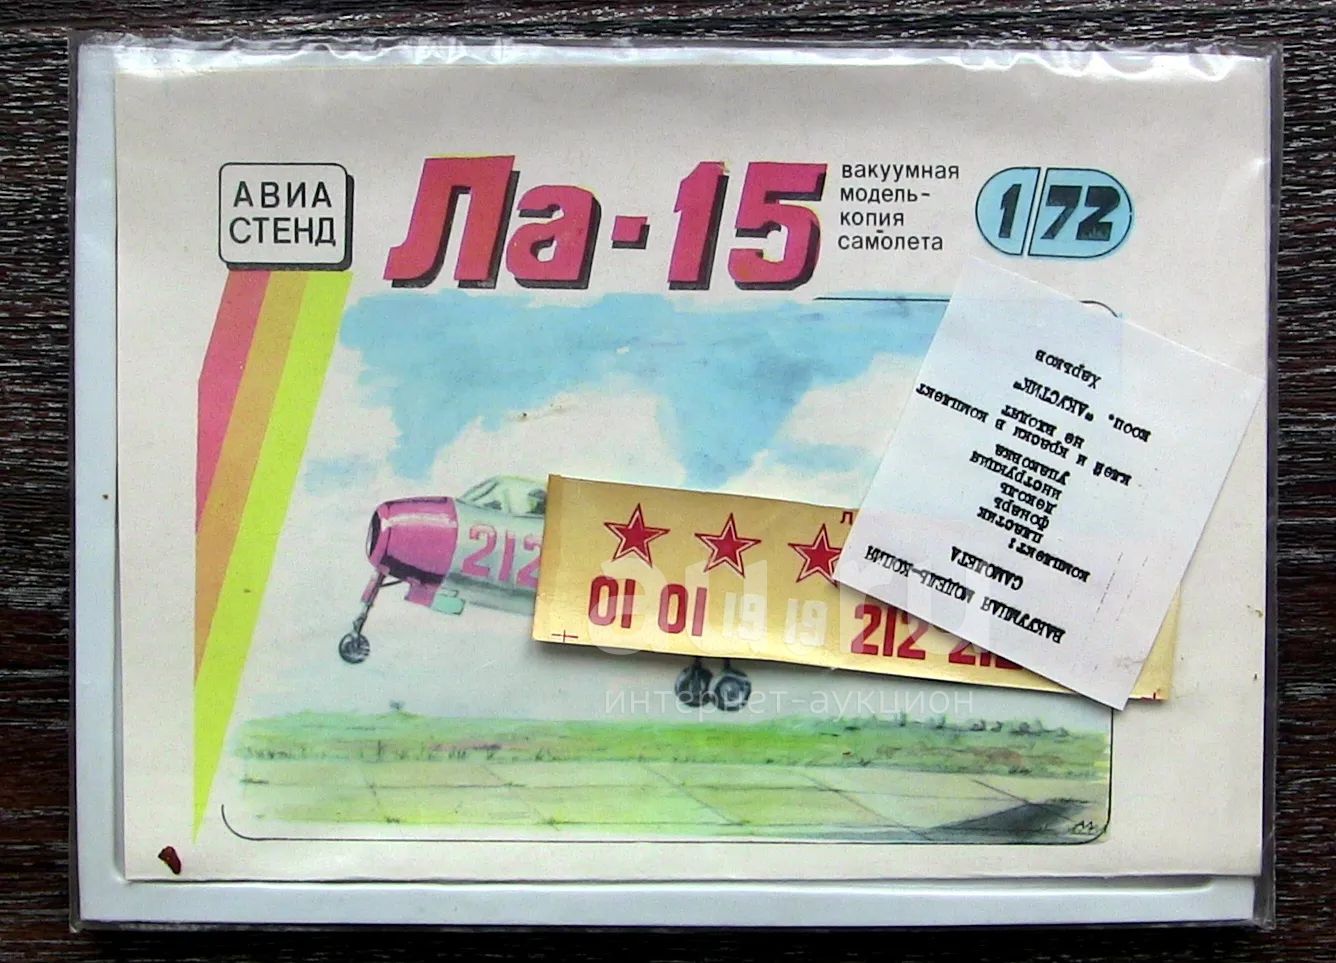 АВИА
СТЕНД
Ла-15
вакуумная
модель-
копия
самолета
1/72
212
Л
01 01 19 19 212 212
ВАКУУМНАЯ МОДЕЛЬ-КОПИЯ
САМОЛЕТА
комплект:
пластик
фонарь
деколь
инструкция
упаковка
клей и краски в комплект
не входят
кооп. "АКУСТИК"
Харьков
интернет-аукцион